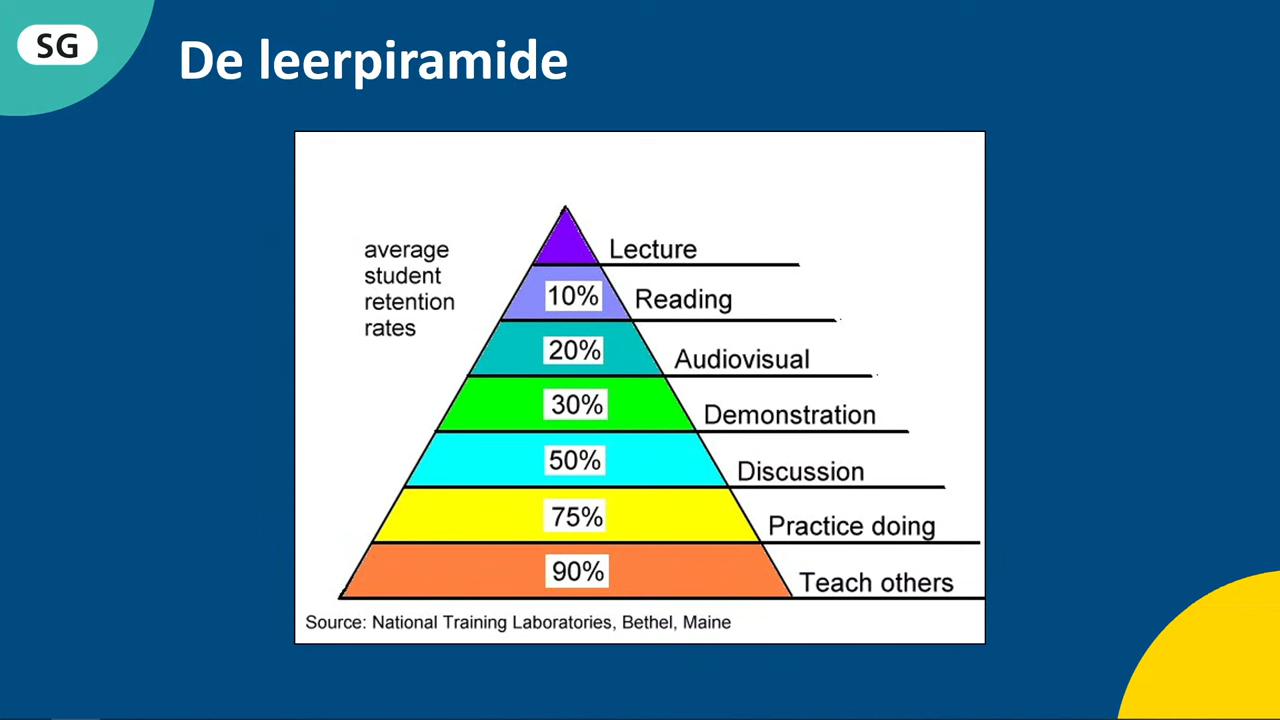 SG
De leerpiramide
average
student
retention
rates
Lecture
10% Reading
20% Audiovisual
30% Demonstration
50% Discussion
75% Practice doing
90% Teach others
Source: National Training Laboratories, Bethel, Maine